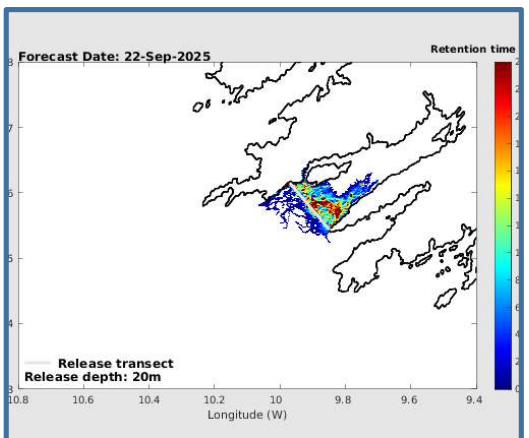 Retention time
Forecast Date: 22-Sep-2025
8
7
6
5
4
3
Release transect
Release depth: 20m
10.8 10.6 10.4 10.2 10 9.8 9.6 9.4
Longitude (W)